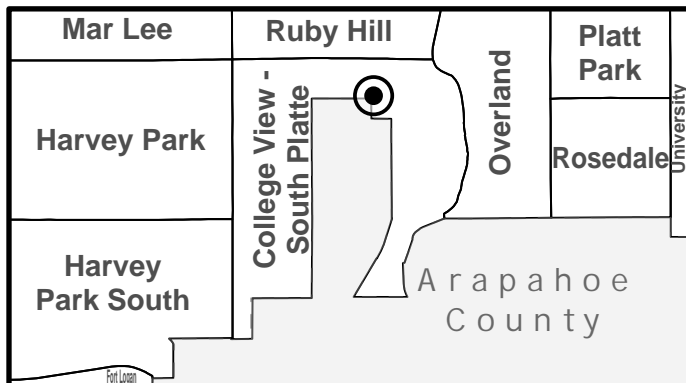 Mar Lee
Ruby Hill
Platt
Park
Overland
University
Harvey Park
College View -
South Platte
Rosedale
Harvey
Park South
Arapahoe
County
Fort Logan